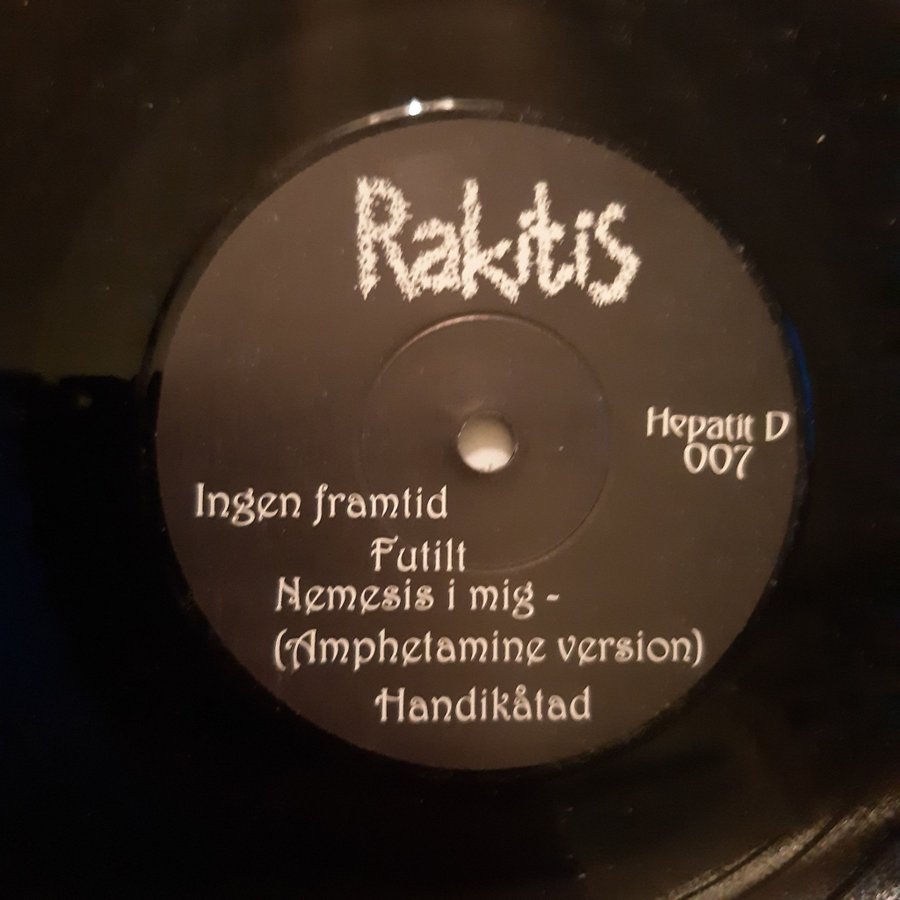 Rakitis
Hepatit D
007
Ingen framtid
Futilt
Nemesis i mig -
(Amphetamine version)
Handikåtad